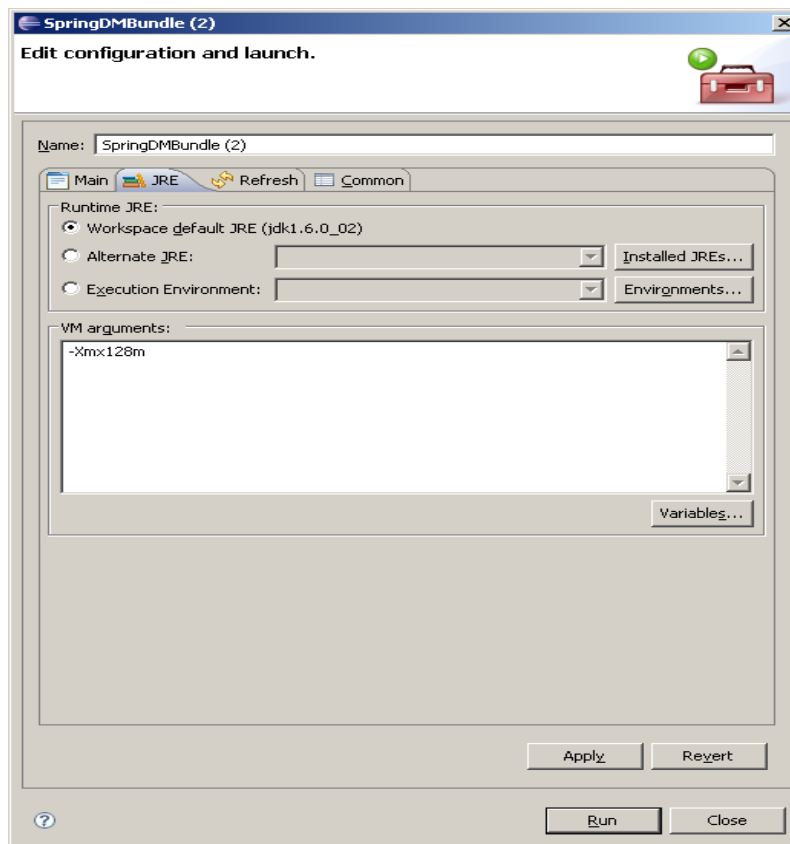 SpringDMBundle (2)
Edit configuration and launch.
Name: SpringDMBundle (2)
Main JRE Refresh Common
Runtime JRE:
Workspace default JRE (jdk1.6.0_02)
Alternate JRE: Installed JREs...
Execution Environment: Environments...
VM arguments:
-Xmx128m
Variables...
Apply Revert
? Run Close